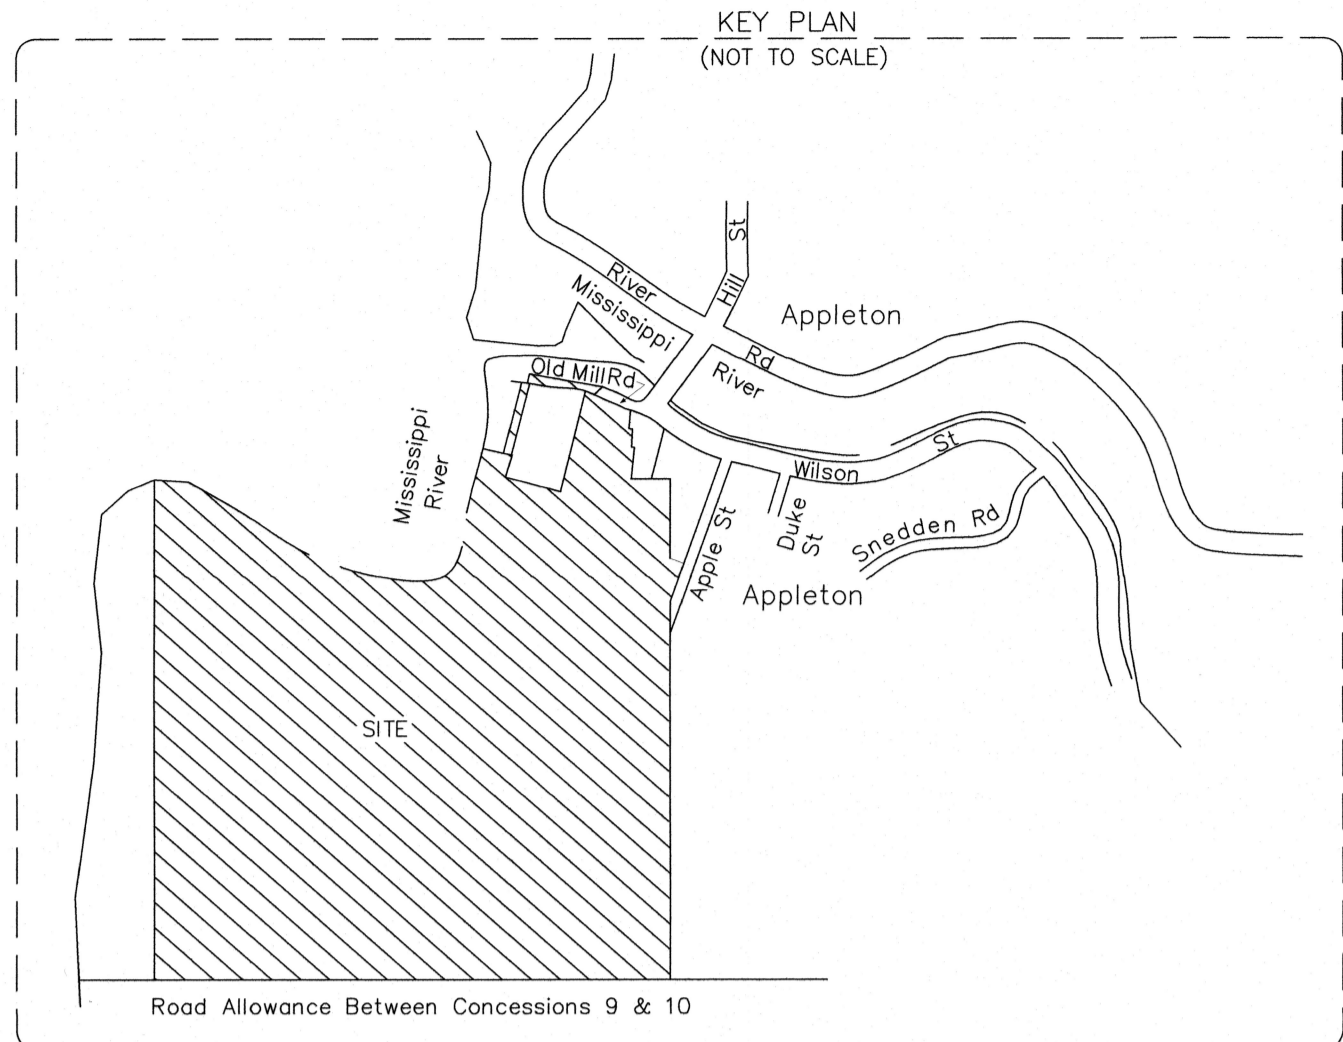 KEY PLAN
(NOT TO SCALE)
Hill St
River Rd
Appleton
Mississippi River
Old Mill Rd
Mississippi
River
Wilson St
Apple St
Duke
St
Snedden Rd
Appleton
SITE
Road Allowance Between Concessions 9 & 10